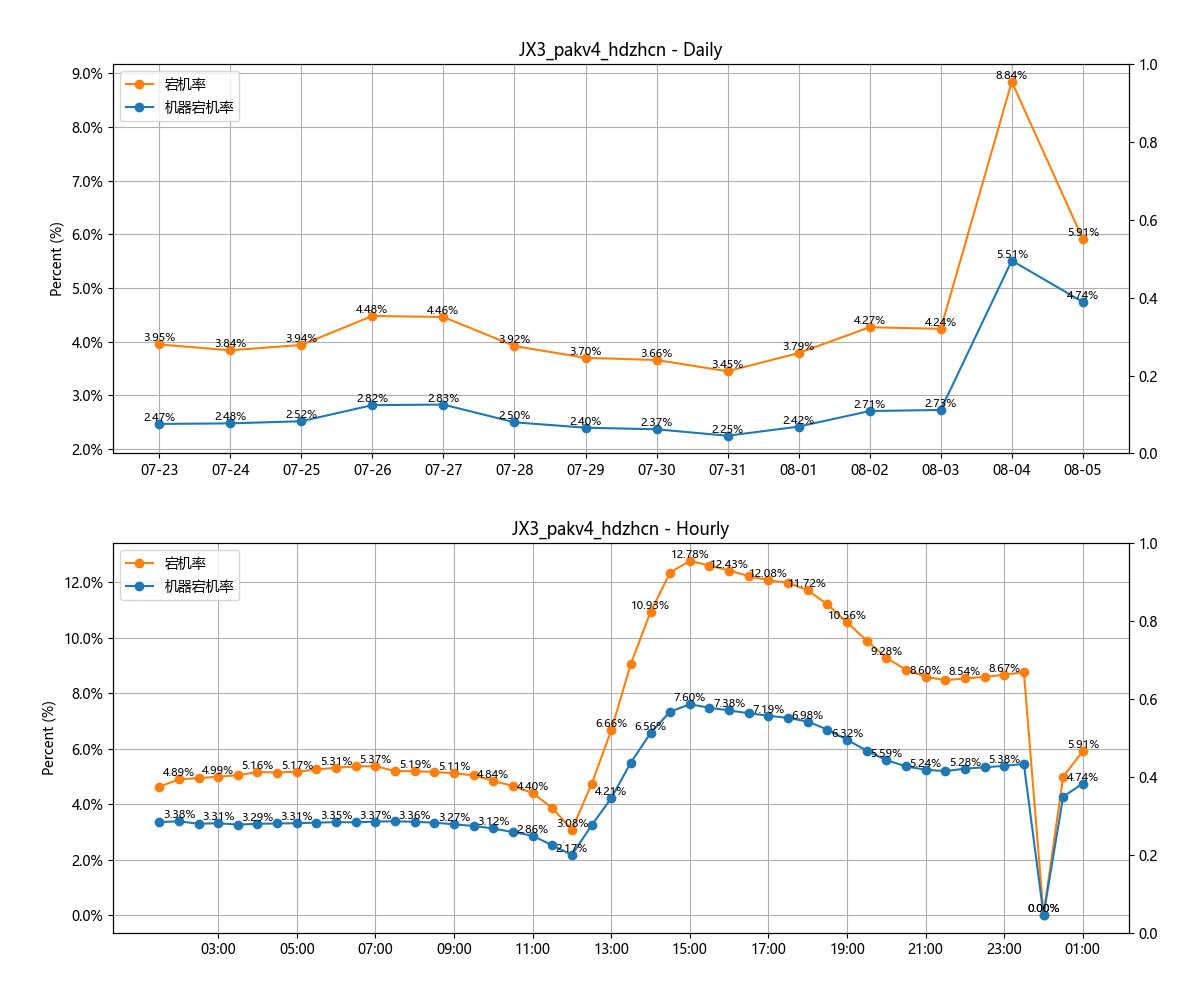 JX3_pakv4_hdzhcn - Daily
宕机率
机器宕机率
Percent (%)
9.0%
8.0%
7.0%
6.0%
5.0%
4.0%
3.0%
2.0%
1.0
0.8
0.6
0.4
0.2
0.0
3.95% 3.84% 3.94% 4.48% 4.46% 3.92% 3.70% 3.66% 3.45% 3.79% 4.27% 4.24% 8.84% 5.91%
2.47% 2.48% 2.52% 2.82% 2.83% 2.50% 2.40% 2.37% 2.25% 2.42% 2.71% 2.73% 5.51% 4.74%
07-23 07-24 07-25 07-26 07-27 07-28 07-29 07-30 07-31 08-01 08-02 08-03 08-04 08-05
JX3_pakv4_hdzhcn - Hourly
宕机率
机器宕机率
Percent (%)
12.0%
10.0%
8.0%
6.0%
4.0%
2.0%
0.0%
1.0
0.8
0.6
0.4
0.2
0.0
4.89% 4.99% 5.16% 5.17% 5.31% 5.37% 5.19% 5.11% 4.84% 4.40% 3.08% 6.66% 10.93% 12.78% 12.43% 12.08% 11.72% 10.56% 9.28% 8.60% 8.54% 8.67% 0.00% 5.91%
3.38% 3.31% 3.29% 3.31% 3.35% 3.37% 3.36% 3.27% 3.12% 2.86% 2.17% 4.21% 6.56% 7.60% 7.38% 7.19% 6.98% 6.32% 5.59% 5.24% 5.28% 5.38% 0.00% 4.74%
03:00 05:00 07:00 09:00 11:00 13:00 15:00 17:00 19:00 21:00 23:00 01:00